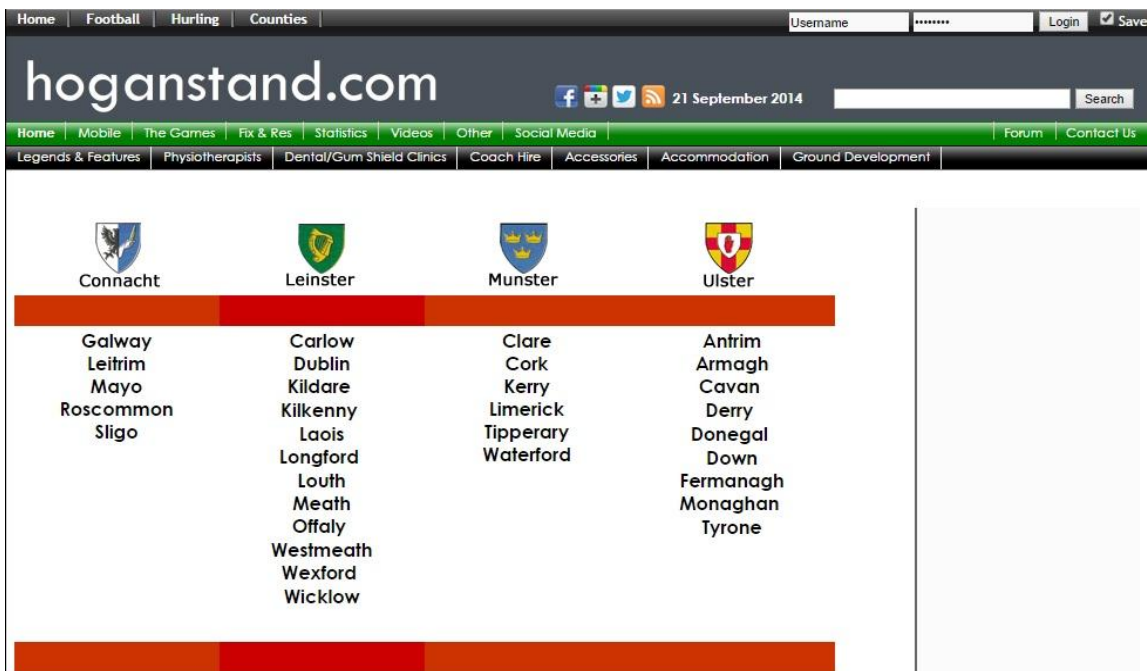 Home Football Hurling Counties Username •••••••• Login Save
hoganstand.com
21 September 2014 Search
Home Mobile The Games Fix & Res Statistics Videos Other Social Media Forum Contact Us
Legends & Features Physiotherapists Dental/Gum Shield Clinics Coach Hire Accessories Accommodation Ground Development
Connacht Leinster Munster Ulster
Galway Carlow Clare Antrim
Leitrim Dublin Cork Armagh
Mayo Kildare Kerry Cavan
Roscommon Kilkenny Limerick Derry
Sligo Laois Tipperary Donegal
Longford Waterford Down
Louth Fermanagh
Meath Monaghan
Offaly Tyrone
Westmeath
Wexford
Wicklow